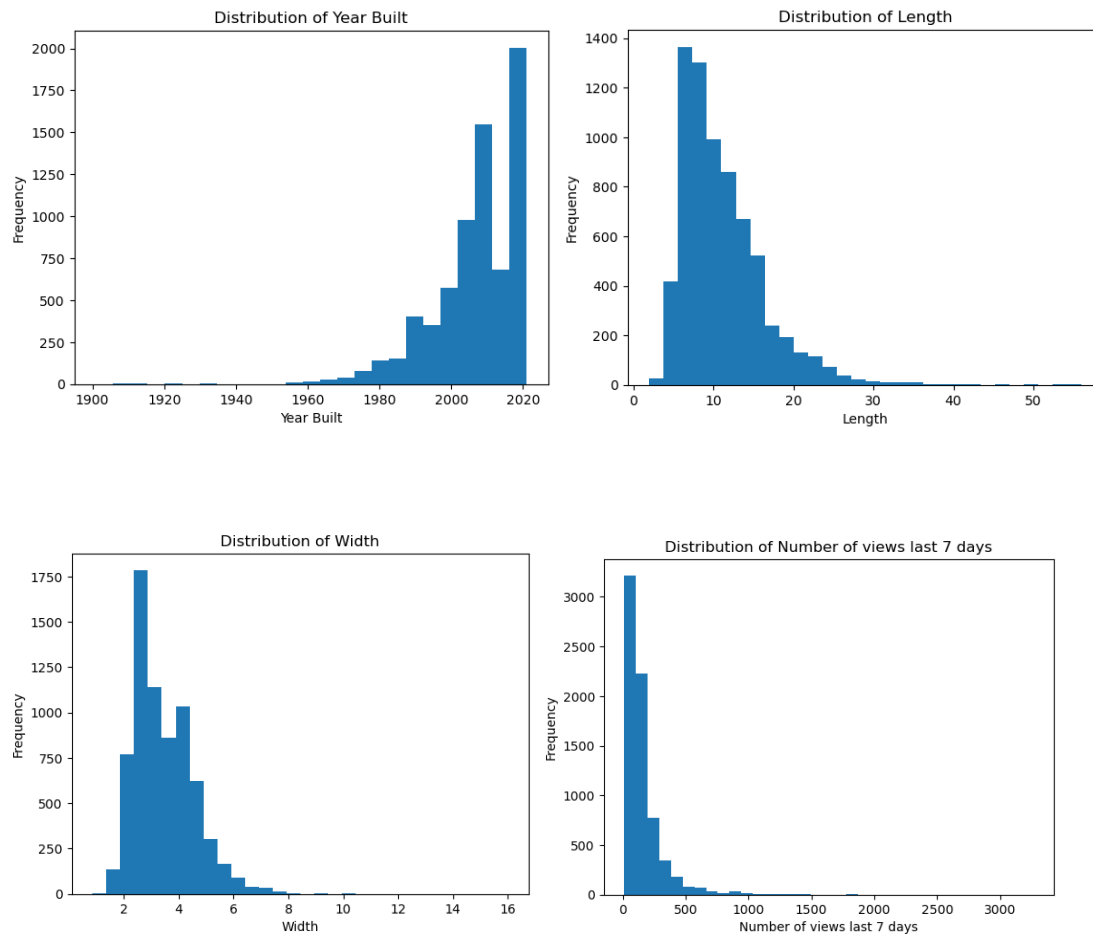 Distribution of Year Built
2000
1750
1500
1250
1000
750
500
250
0
Frequency
1900 1920 1940 1960 1980 2000 2020
Year Built
Distribution of Length
1400
1200
1000
800
600
400
200
0
Frequency
0 10 20 30 40 50
Length
Distribution of Width
1750
1500
1250
1000
750
500
250
0
Frequency
2 4 6 8 10 12 14 16
Width
Distribution of Number of views last 7 days
3000
2500
2000
1500
1000
500
0
Frequency
0 500 1000 1500 2000 2500 3000
Number of views last 7 days